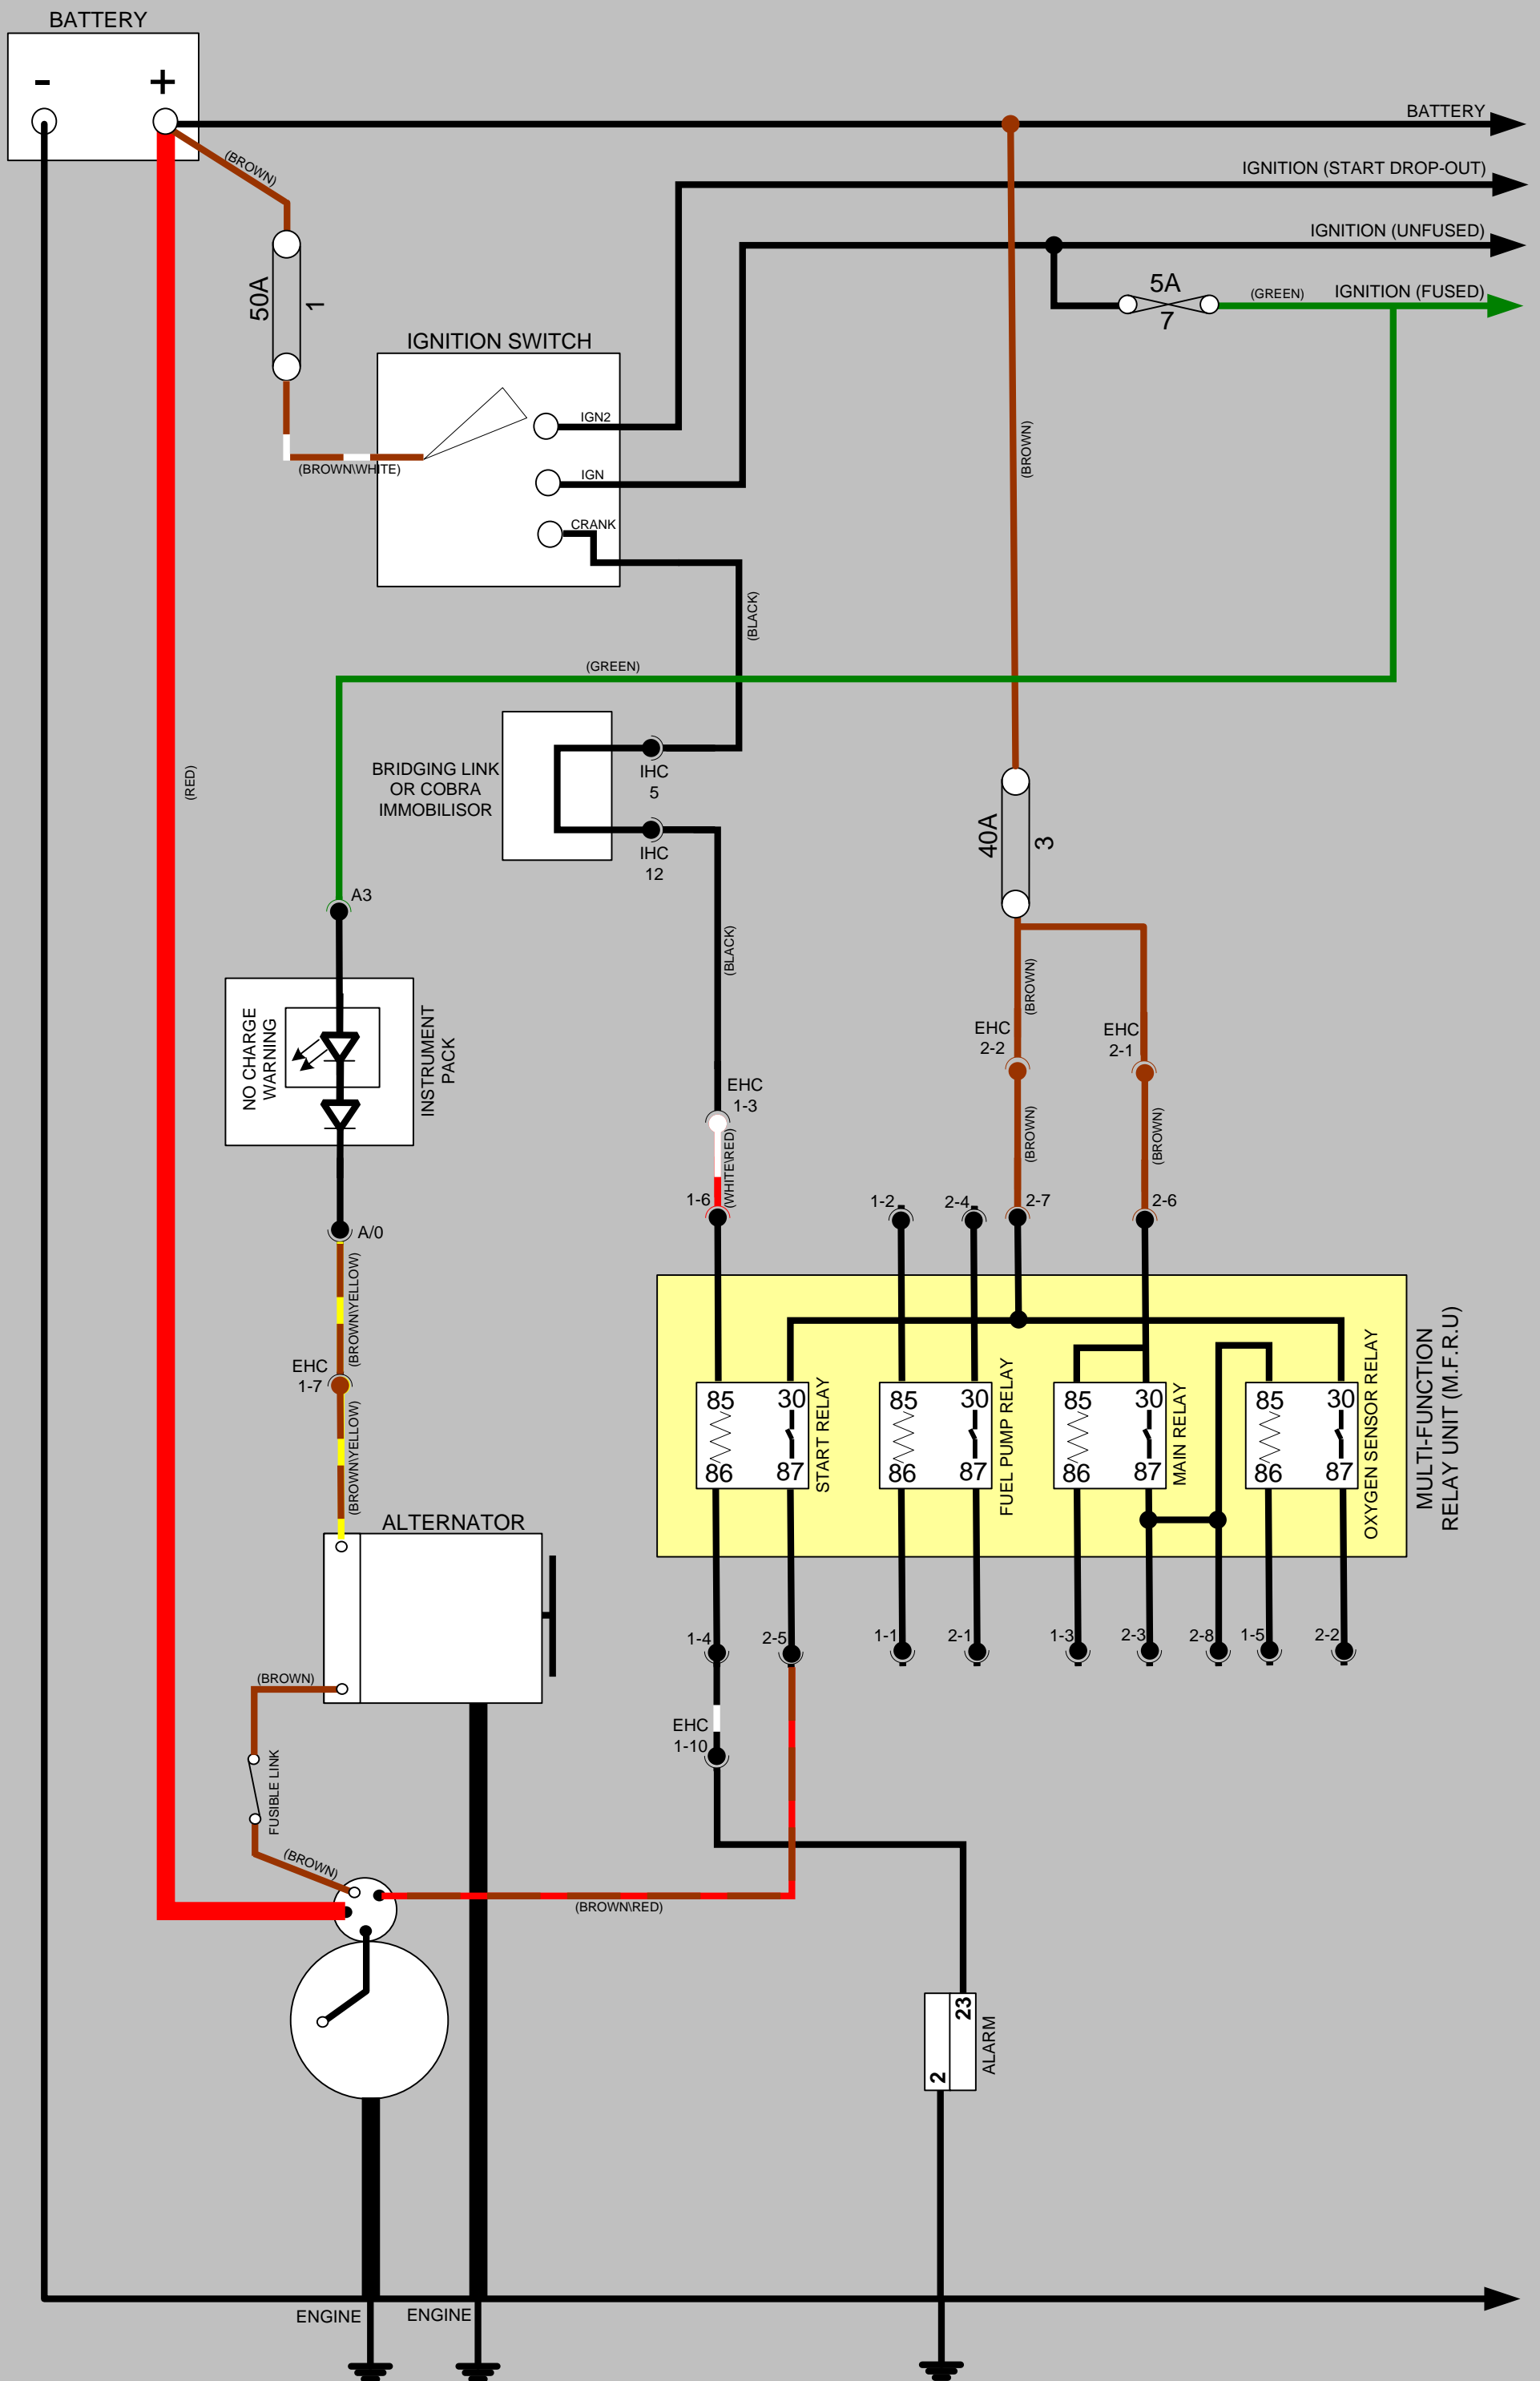 BATTERY
-
+
BATTERY
IGNITION (START DROP-OUT)
IGNITION (UNFUSED)
IGNITION (FUSED)
(BROWN)
50A
1
5A
7
(GREEN)
IGNITION SWITCH
IGN2
IGN
CRANK
(BROWN\WHITE)
(BROWN)
(BLACK)
(GREEN)
(RED)
BRIDGING LINK
OR COBRA
IMMOBILISOR
IHC
5
IHC
12
40A
3
A3
(BLACK)
(BROWN)
NO CHARGE
WARNING
INSTRUMENT
PACK
EHC
2-2
EHC
2-1
EHC
1-3
(WHITE\RED)
(BROWN)
(BROWN)
A/0
1-6
1-2
2-4
2-7
2-6
(BROWN\YELLOW)
EHC
1-7
(BROWN\YELLOW)
85
30
86
87
START RELAY
85
30
86
87
FUEL PUMP RELAY
85
30
86
87
MAIN RELAY
85
30
86
87
OXYGEN SENSOR RELAY
MULTI-FUNCTION
RELAY UNIT (M.F.R.U)
ALTERNATOR
1-4
2-5
1-1
2-1
1-3
2-3
2-8
1-5
2-2
(BROWN)
EHC
1-10
FUSIBLE LINK
(BROWN)
(BROWN\RED)
23
2
ALARM
ENGINE
ENGINE